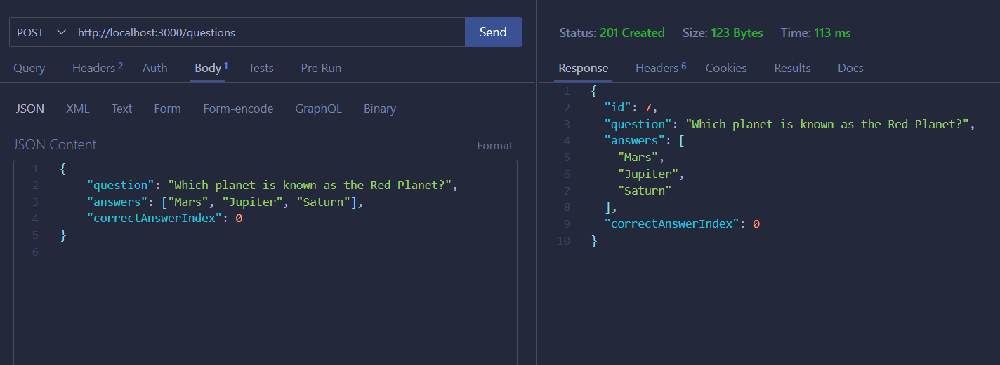 POST http://localhost:3000/questions Send
Query Headers 2 Auth Body 1 Tests Pre Run
JSON XML Text Form Form-encode GraphQL Binary
JSON Content Format
1 {
2 "question": "Which planet is known as the Red Planet?",
3 "answers": ["Mars", "Jupiter", "Saturn"],
4 "correctAnswerIndex": 0
5 }
6
Status: 201 Created Size: 123 Bytes Time: 113 ms
Response Headers 6 Cookies Results Docs
1 {
2 "id": 7,
3 "question": "Which planet is known as the Red Planet?",
4 "answers": [
5 "Mars",
6 "Jupiter",
7 "Saturn"
8 ],
9 "correctAnswerIndex": 0
10 }